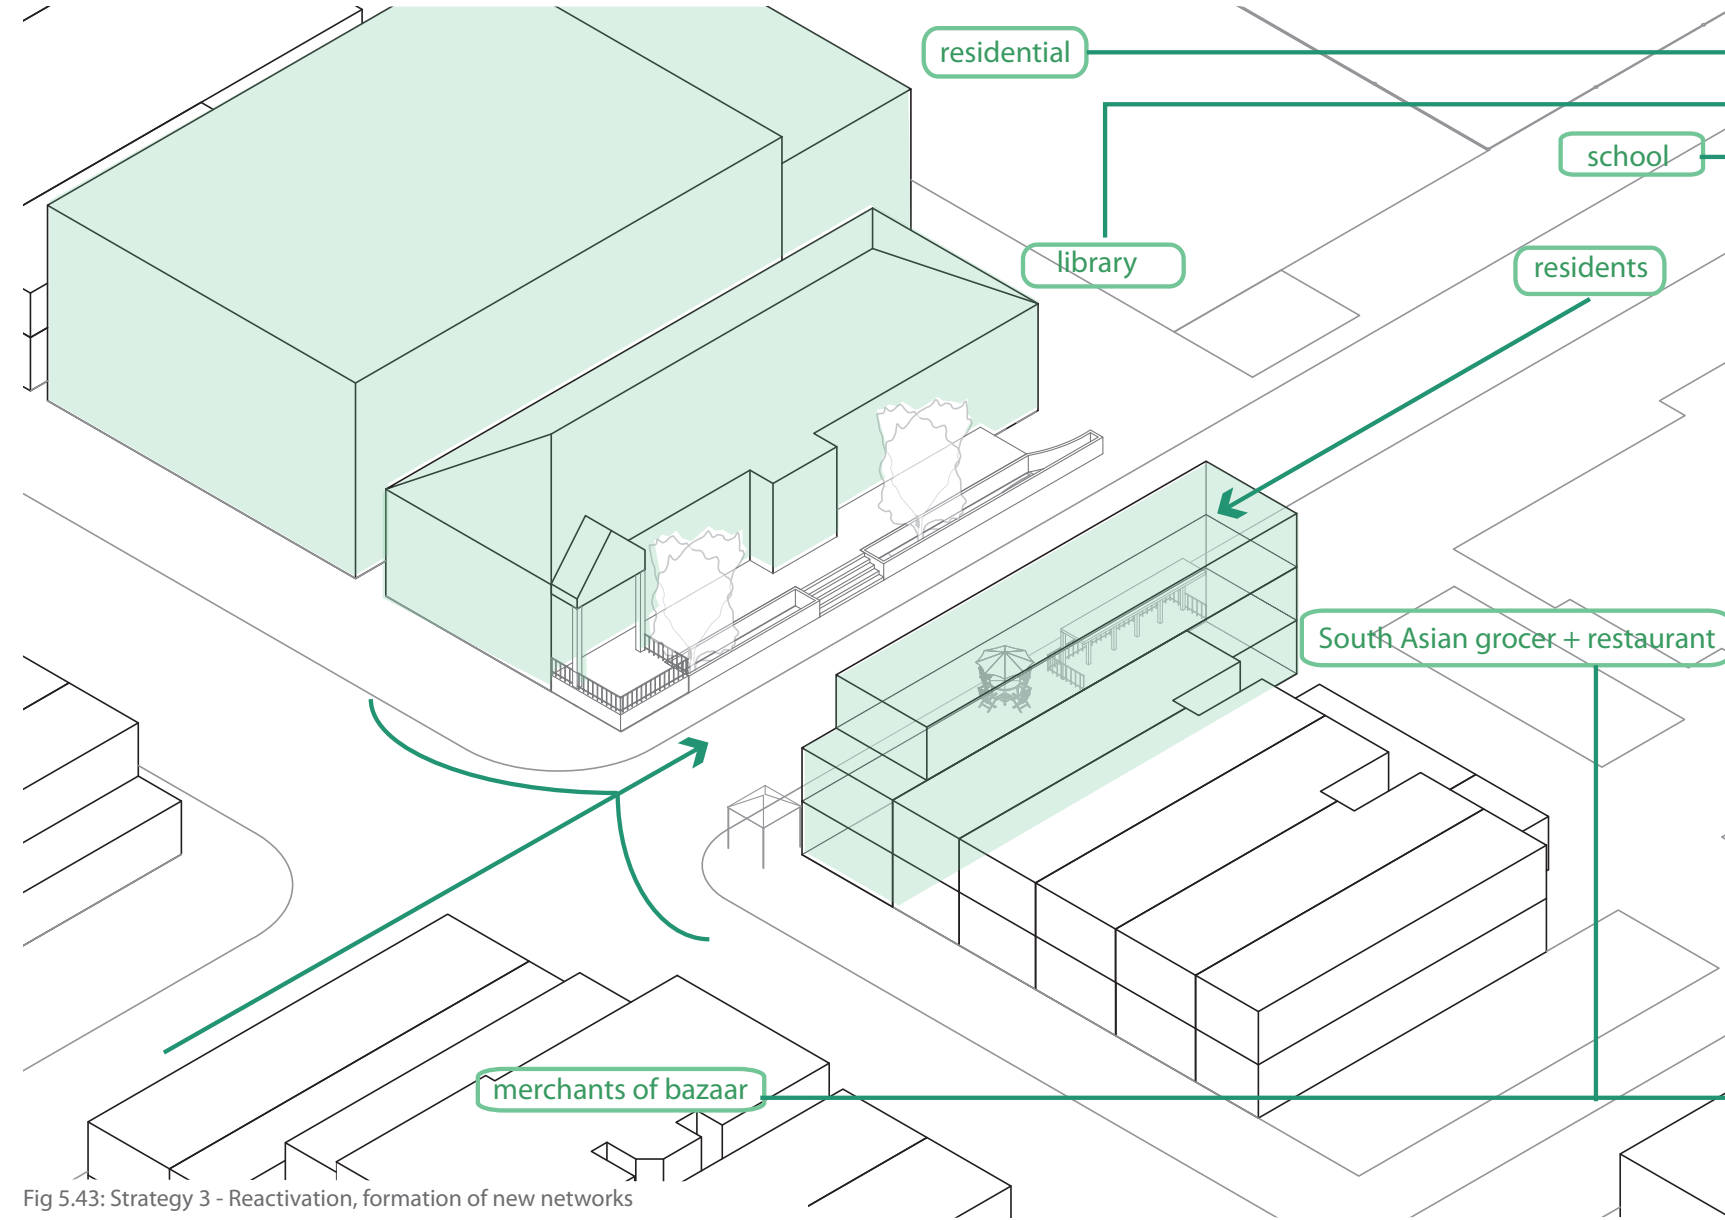 residential
school
library
residents
South Asian grocer + restaurant
merchants of bazaar
Fig 5.43: Strategy 3 - Reactivation, formation of new networks